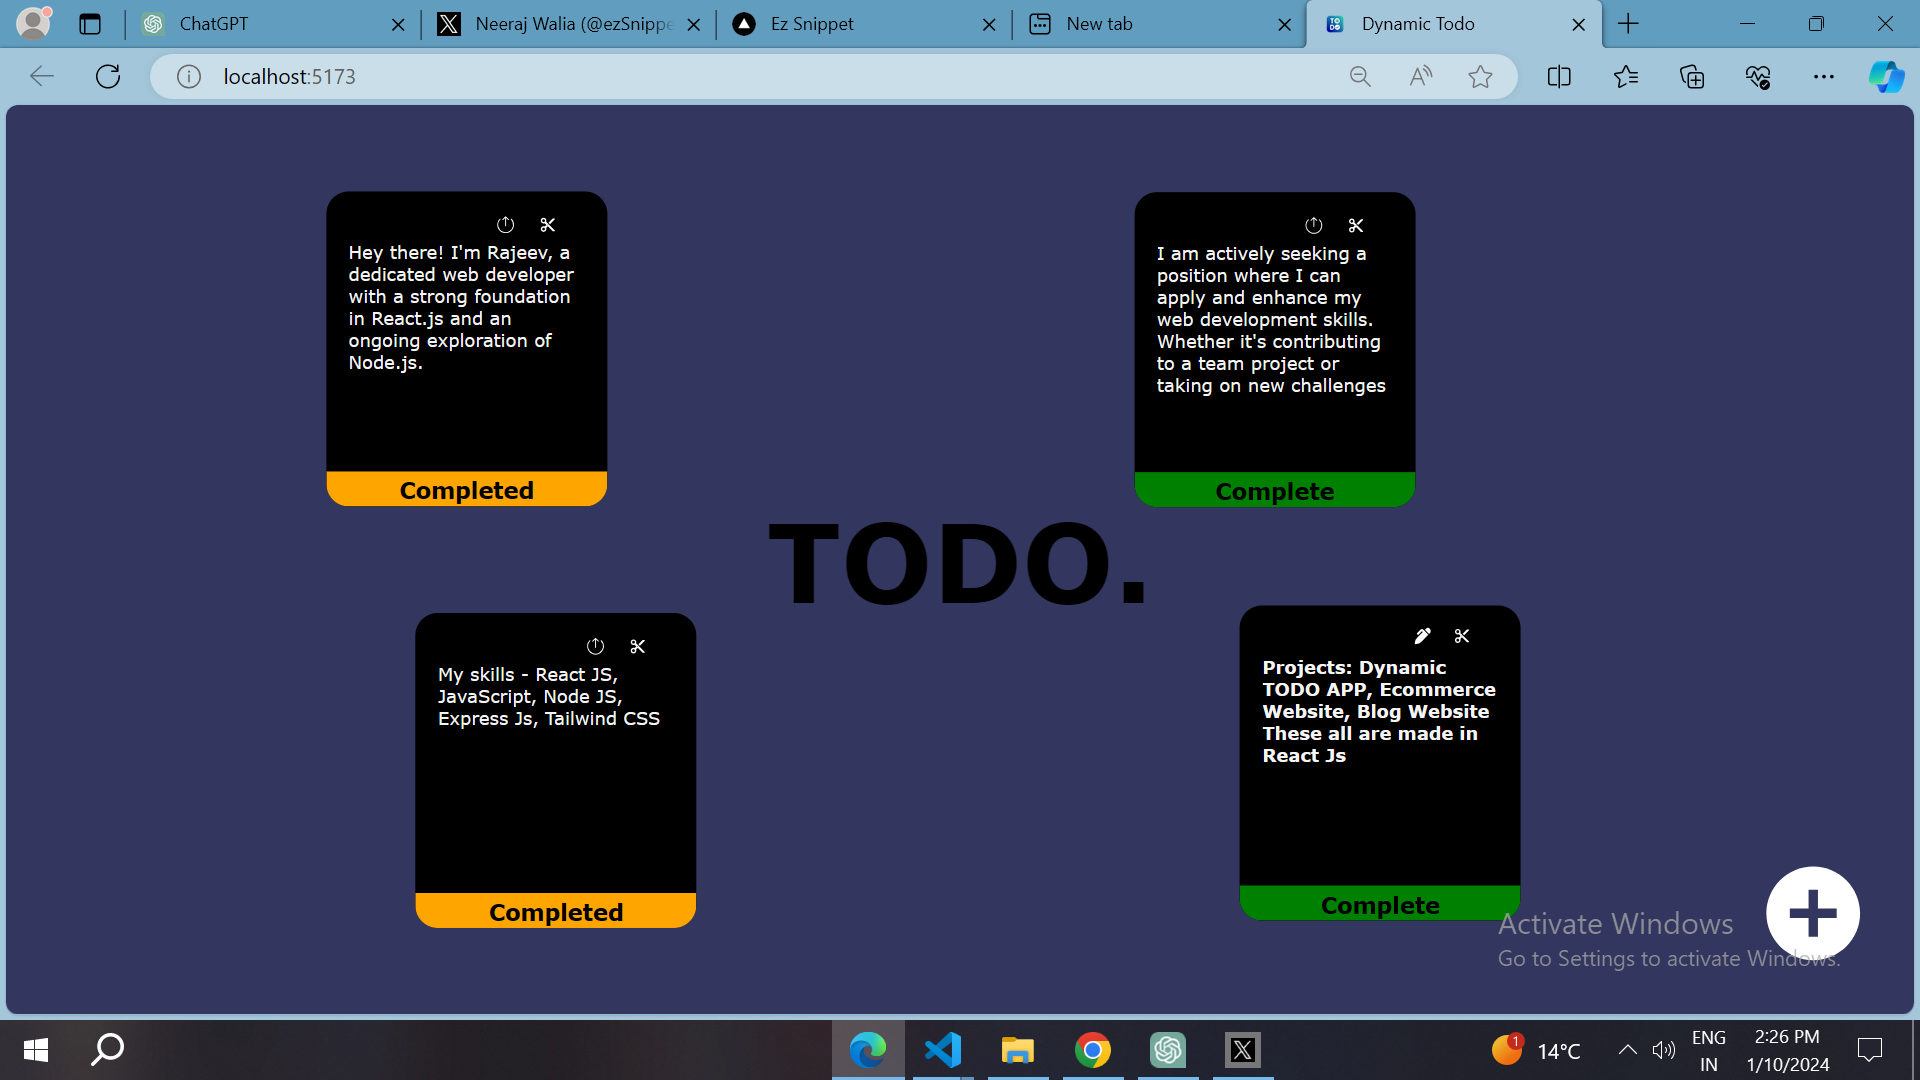 ChatGPT
Neeraj Walia (@ezSnippe
Ez Snippet
New tab
Dynamic Todo
localhost:5173
Hey there! I'm Rajeev, a
dedicated web developer
with a strong foundation
in React.js and an
ongoing exploration of
Node.js.
Completed
I am actively seeking a
position where I can
apply and enhance my
web development skills.
Whether it's contributing
to a team project or
taking on new challenges
Complete
TODO.
My skills - React JS,
JavaScript, Node JS,
Express Js, Tailwind CSS
Completed
Projects: Dynamic
TODO APP, Ecommerce
Website, Blog Website
These all are made in
React Js
Complete
Activate Windows
Go to Settings to activate Windows.
1
14°C
ENG
IN
2:26 PM
1/10/2024